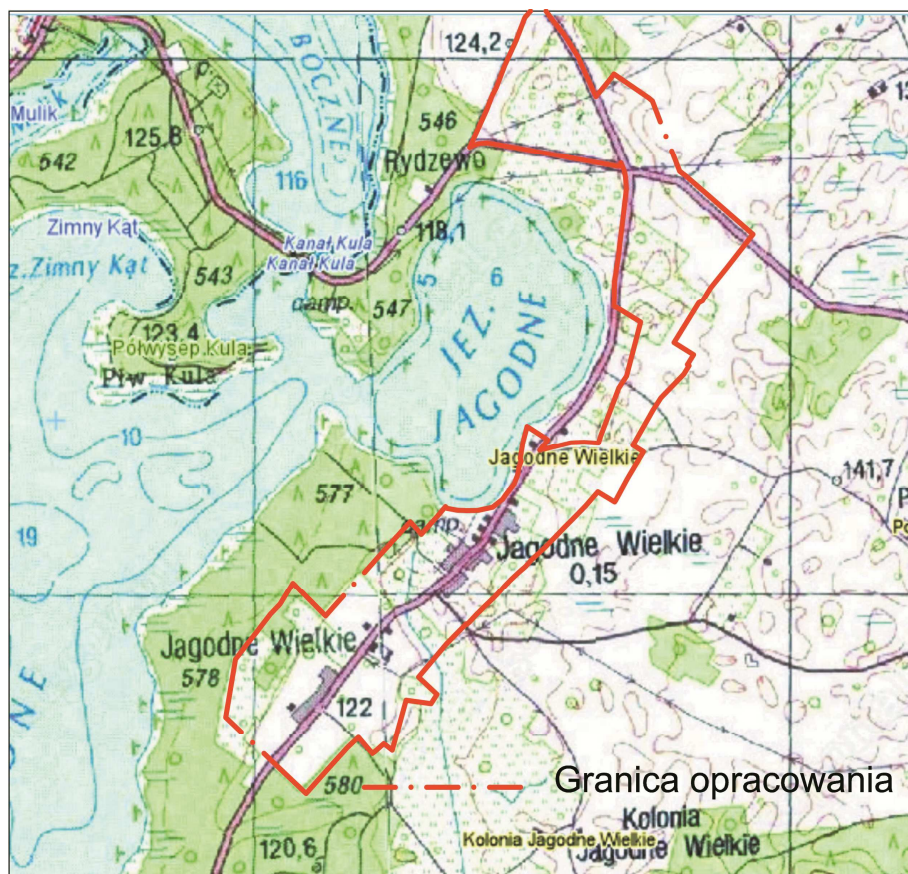 124,2
BOCZNE
Mulik
546
125,8
542
Rydzewo
116
Zimny Kąt
Kanał Kula
118,1
Kanał Kula
z. Zimny Kąt
543
5
6
camp.
547
123,4
Półwysep Kula
Płw Kula
JEZ.
JAGODNE
10
Jagodne Wielkie
141,7
577
camp.
19
Jagodne Wielkie
0,15
Jagodne Wielkie
578
122
Granica opracowania
580
Kolonia
Kolonia Jagodne Wielkie
Jagodne Wielkie
120,6